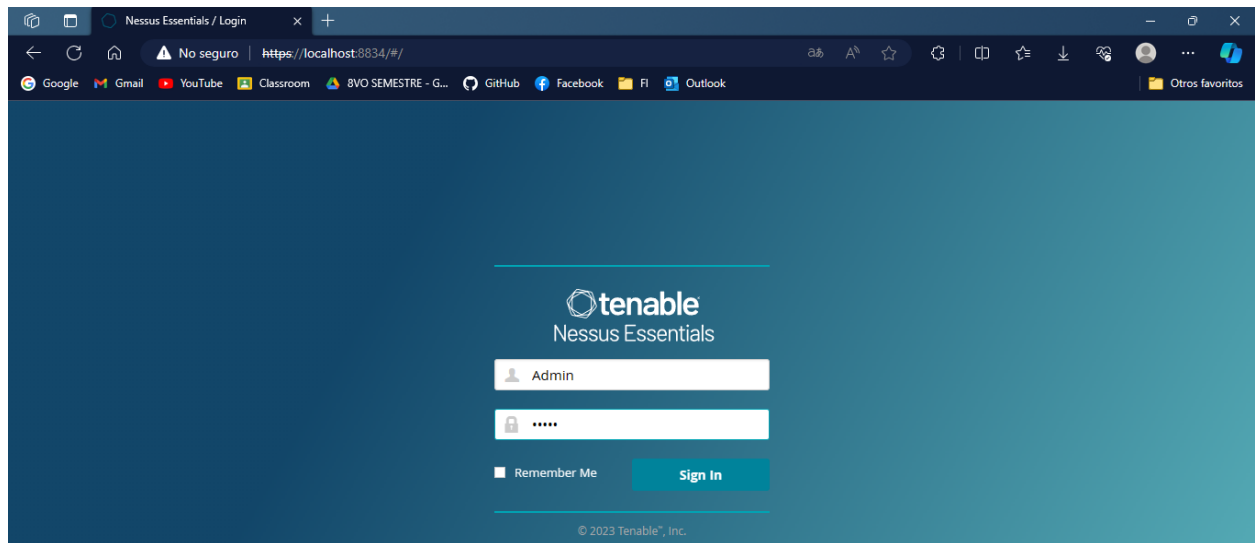 Nessus Essentials / Login
No seguro https://localhost:8834/#/
Google Gmail YouTube Classroom 8VO SEMESTRE - G... GitHub Facebook FI Outlook Otros favoritos
tenable
Nessus Essentials
Admin
•••••
Remember Me Sign In
© 2023 Tenable™, Inc.